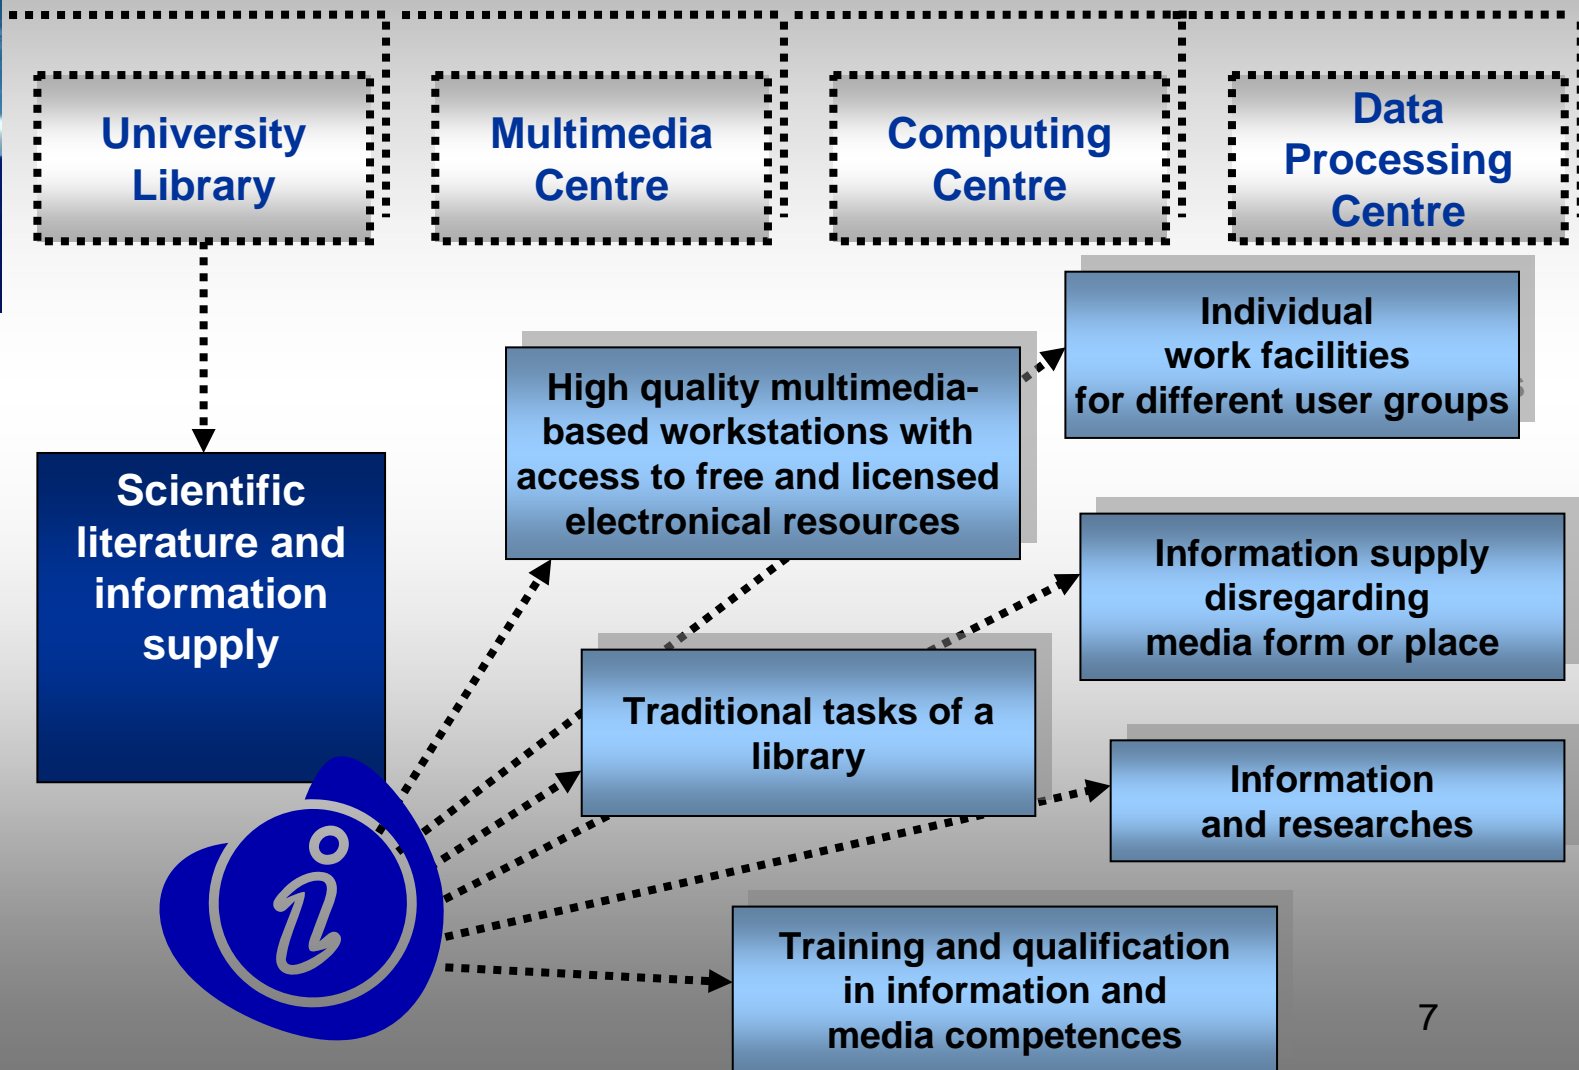 University
Library
Multimedia
Centre
Computing
Centre
Data
Processing
Centre
Individual
work facilities
for different user groups
High quality multimedia-
based workstations with
access to free and licensed
electronical resources
Scientific
literature and
information
supply
Information supply
disregarding
media form or place
Traditional tasks of a
library
Information
and researches
Training and qualification
in information and
media competences
7